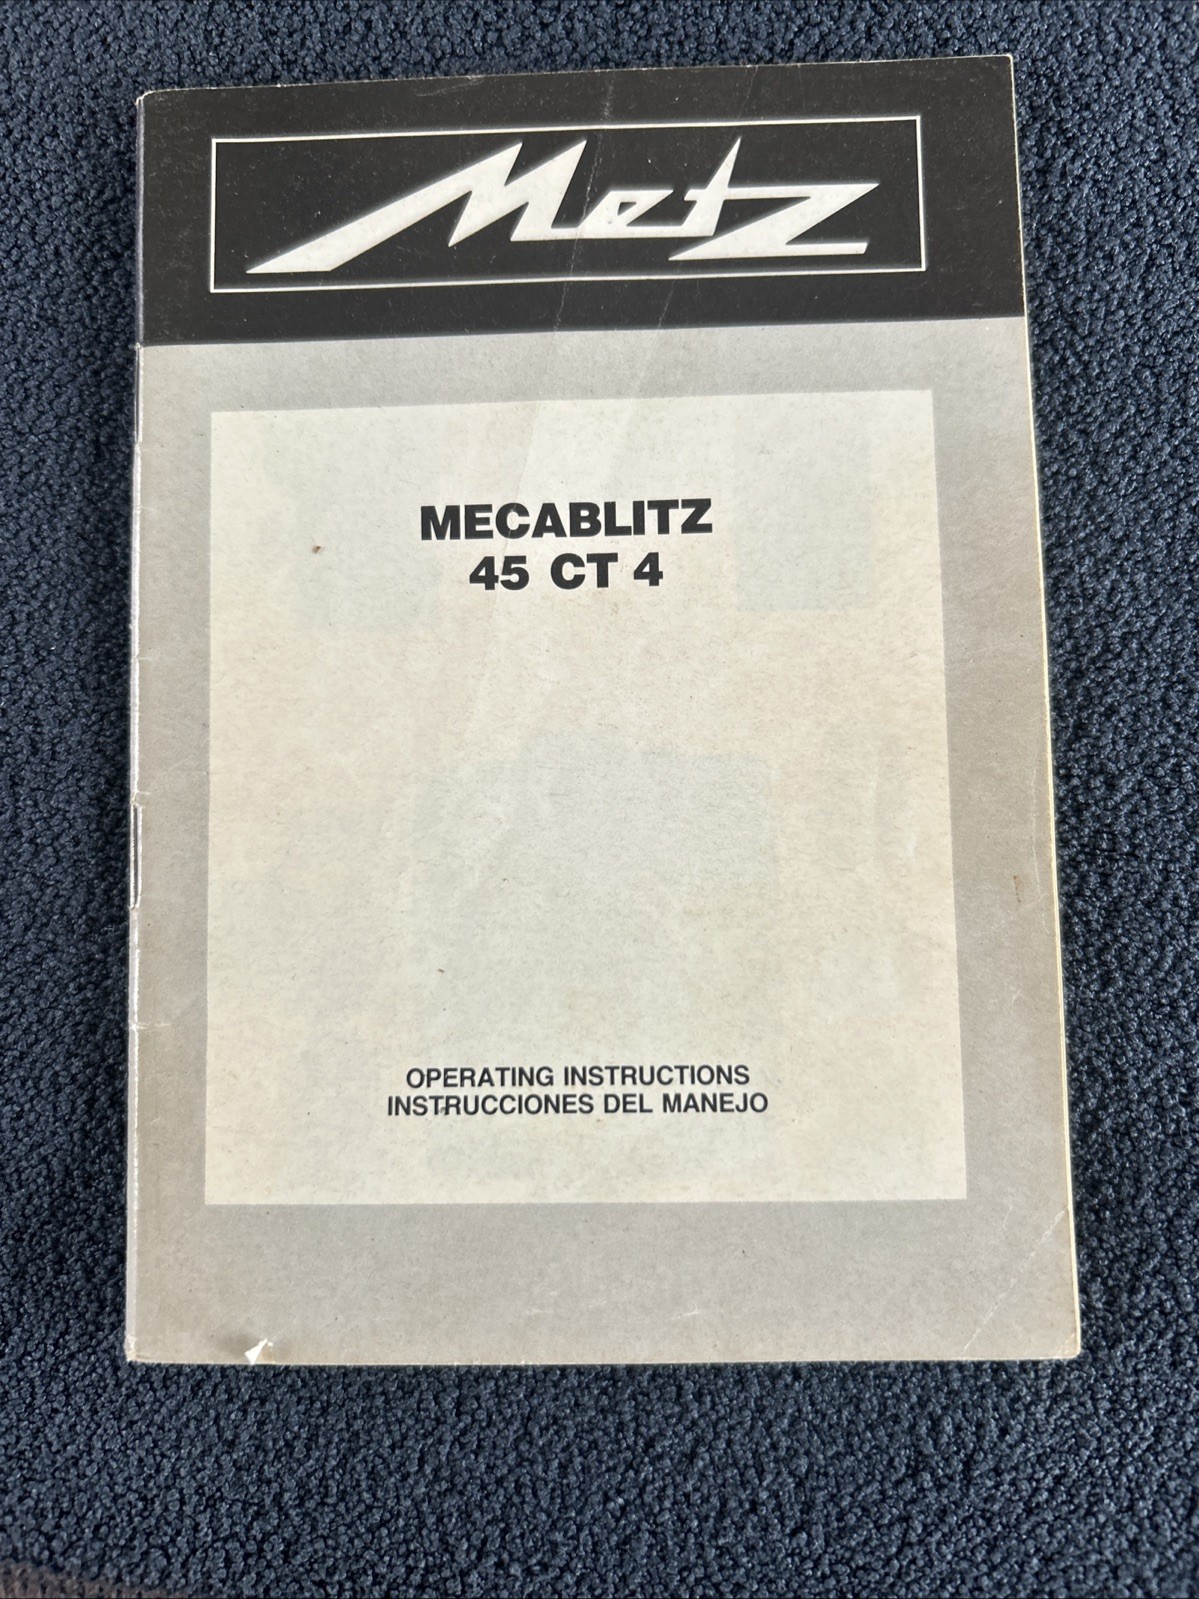 Metz
MECABLITZ
45 CT 4
OPERATING INSTRUCTIONS
INSTRUCCIONES DEL MANEJO